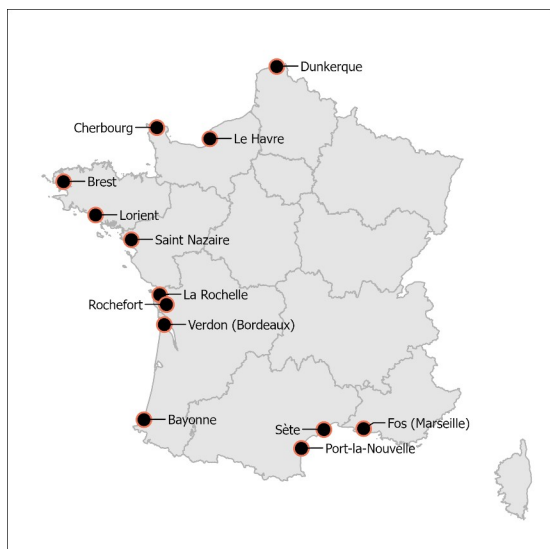 Dunkerque
Cherbourg
Le Havre
Brest
Lorient
Saint Nazaire
La Rochelle
Rochefort
Verdon (Bordeaux)
Bayonne
Sète
Fos (Marseille)
Port-la-Nouvelle